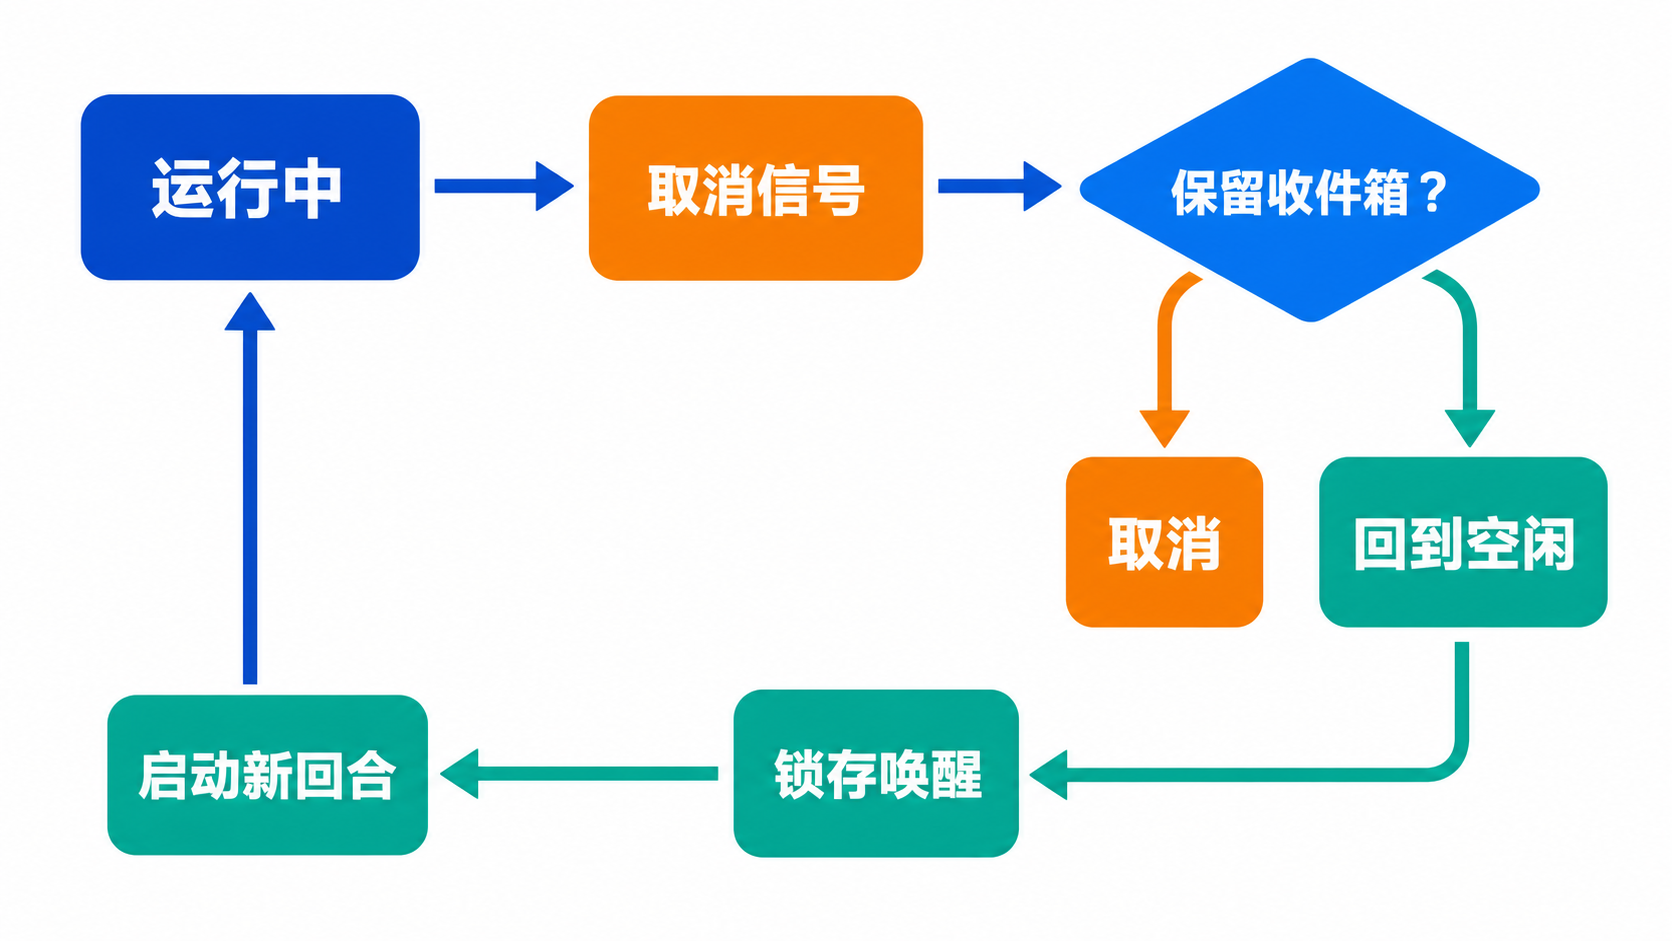 运行中
取消信号
保留收件箱？
取消
回到空闲
启动新回合
锁存唤醒